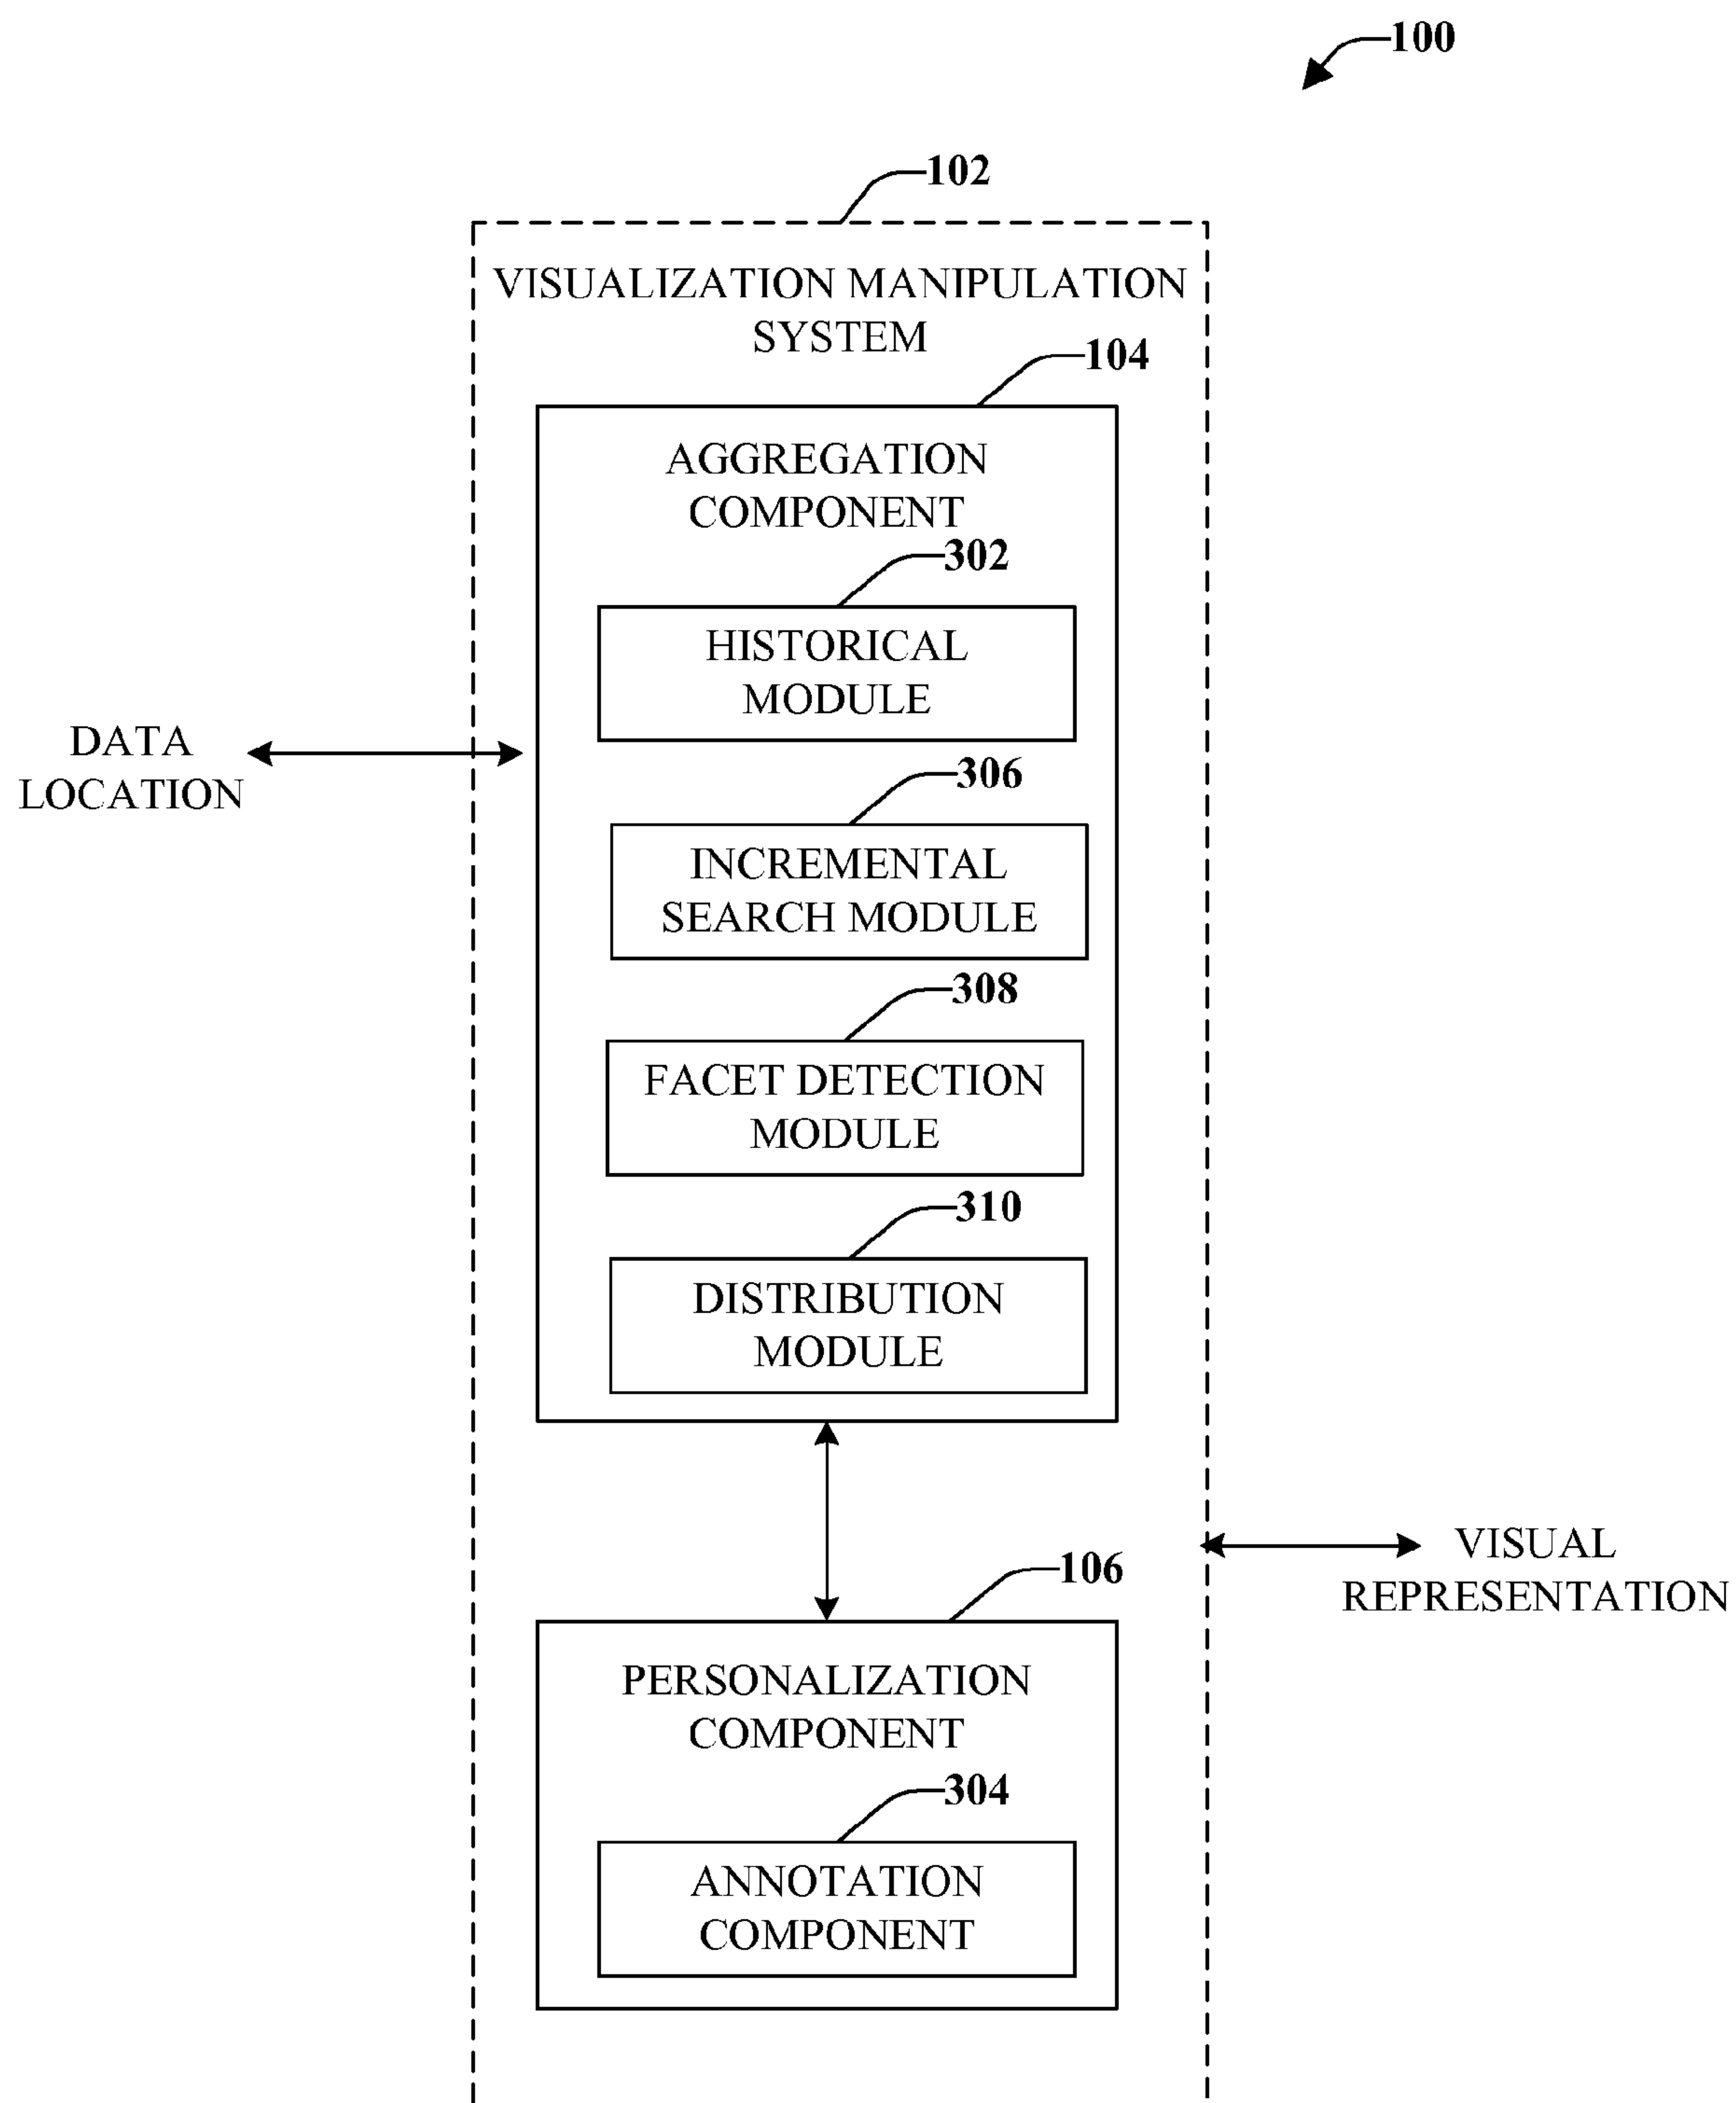 100
102
VISUALIZATION MANIPULATION
SYSTEM
104
AGGREGATION
COMPONENT
302
HISTORICAL
MODULE
DATA
LOCATION
306
INCREMENTAL
SEARCH MODULE
308
FACET DETECTION
MODULE
310
DISTRIBUTION
MODULE
VISUAL
REPRESENTATION
106
PERSONALIZATION
COMPONENT
304
ANNOTATION
COMPONENT